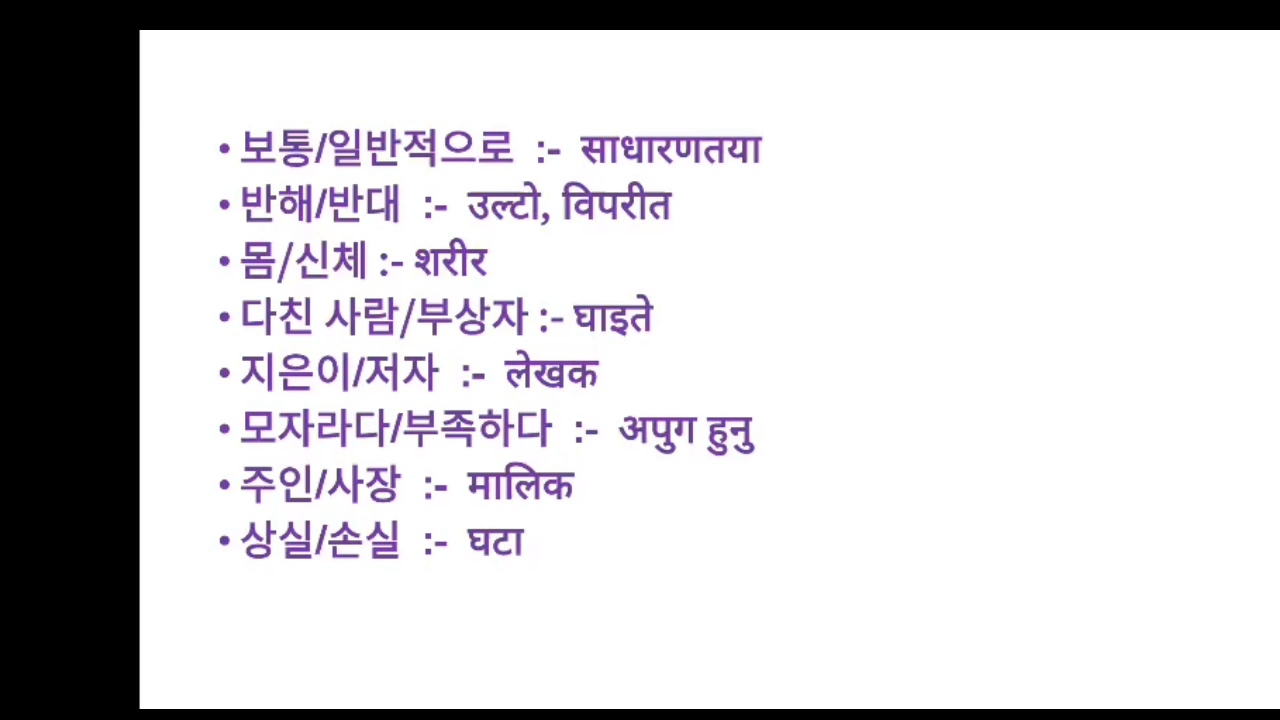 • 보통/일반적으로 :- साधारणतया
• 반해/반대 :- उल्टो, विपरीत
• 몸/신체 :- शरीर
• 다친 사람/부상자 :- घाइते
• 지은이/저자 :- लेखक
• 모자라다/부족하다 :- अपुग हुनु
• 주인/사장 :- मालिक
• 상실/손실 :- घटा